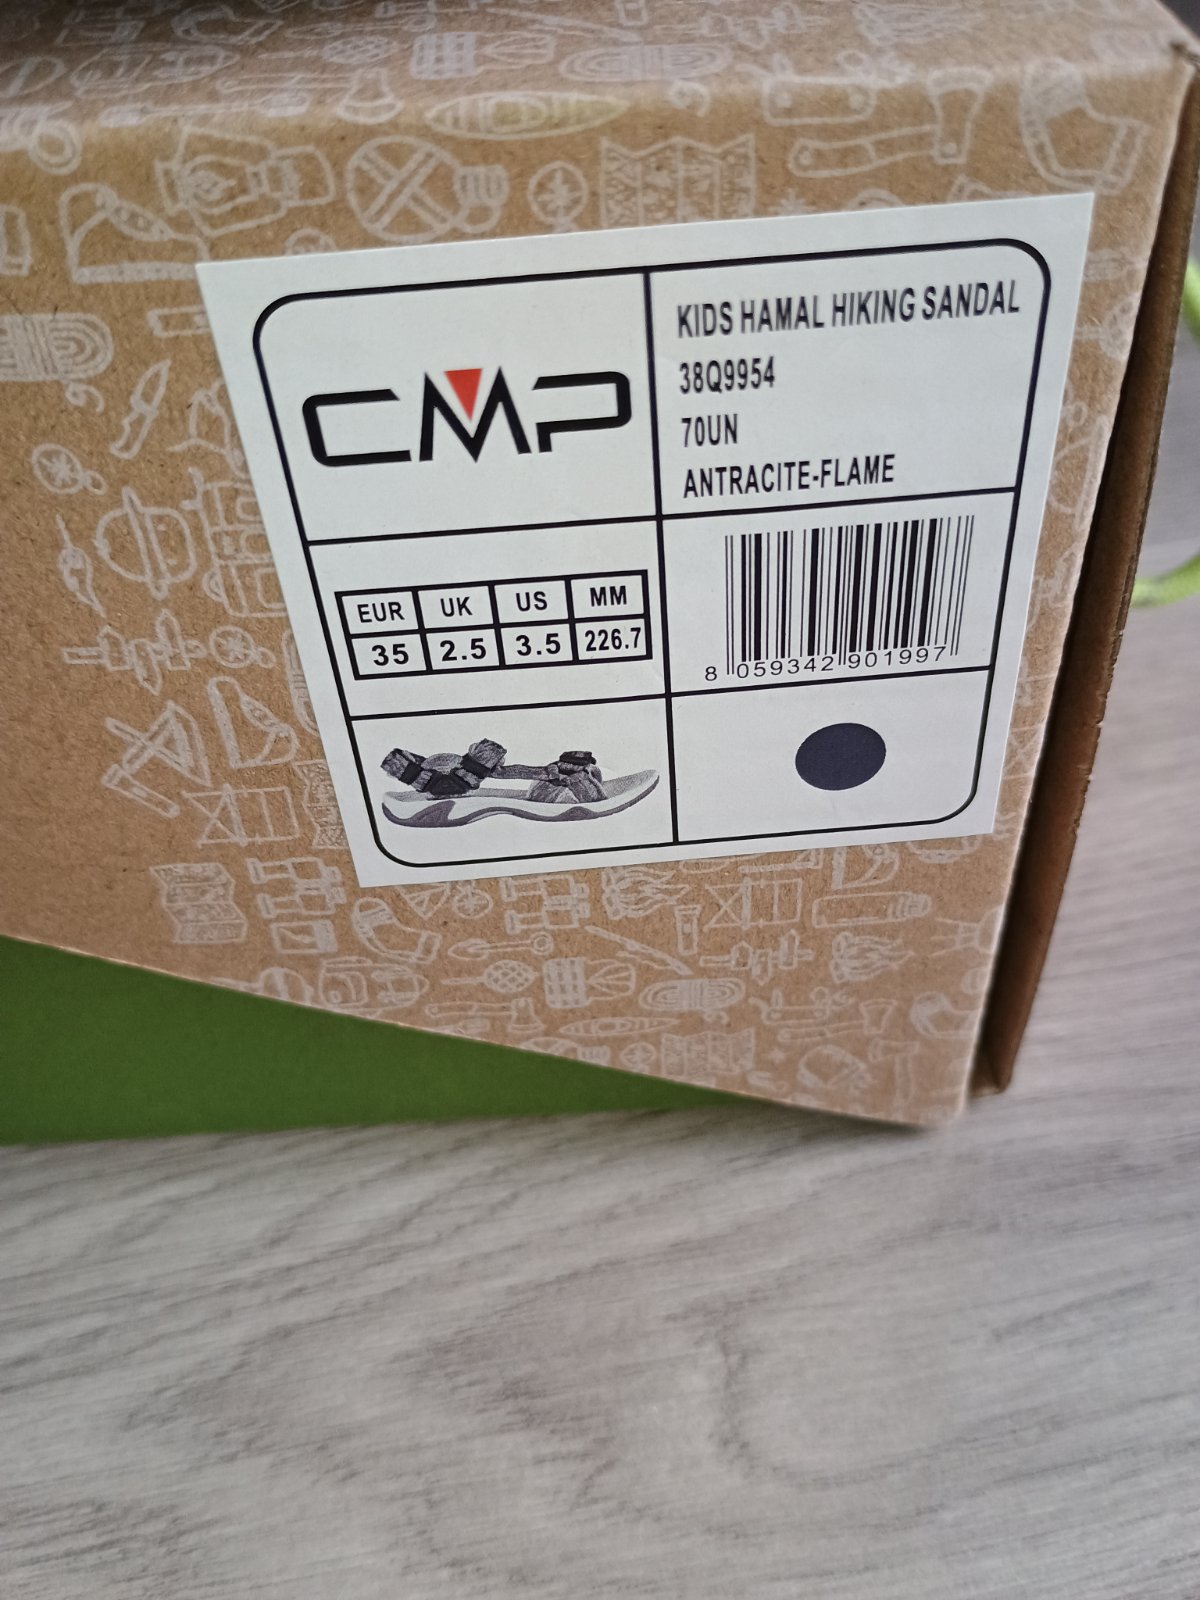 CMP
KIDS HAMAL HIKING SANDAL
38Q9954
70UN
ANTRACITE-FLAME
EUR UK US MM
35 2.5 3.5 226.7
8 059342 901997